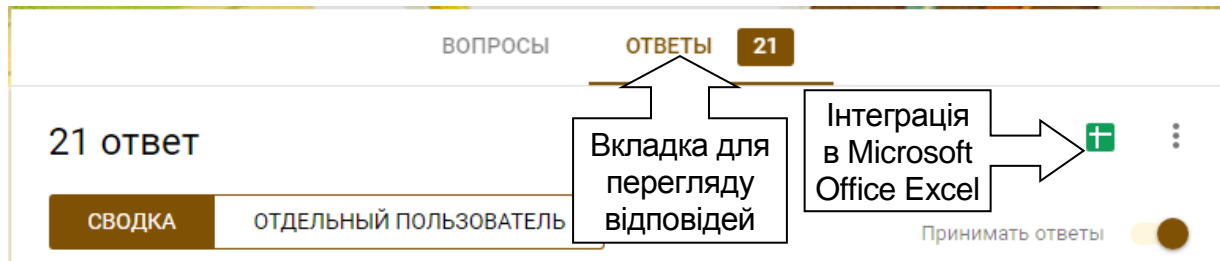 ВОПРОСЫ
ОТВЕТЫ 21
21 ответ
Вкладка для
перегляду
відповідей
Інтеграція
в Microsoft
Office Excel
СВОДКА
ОТДЕЛЬНЫЙ ПОЛЬЗОВАТЕЛЬ
Принимать ответы